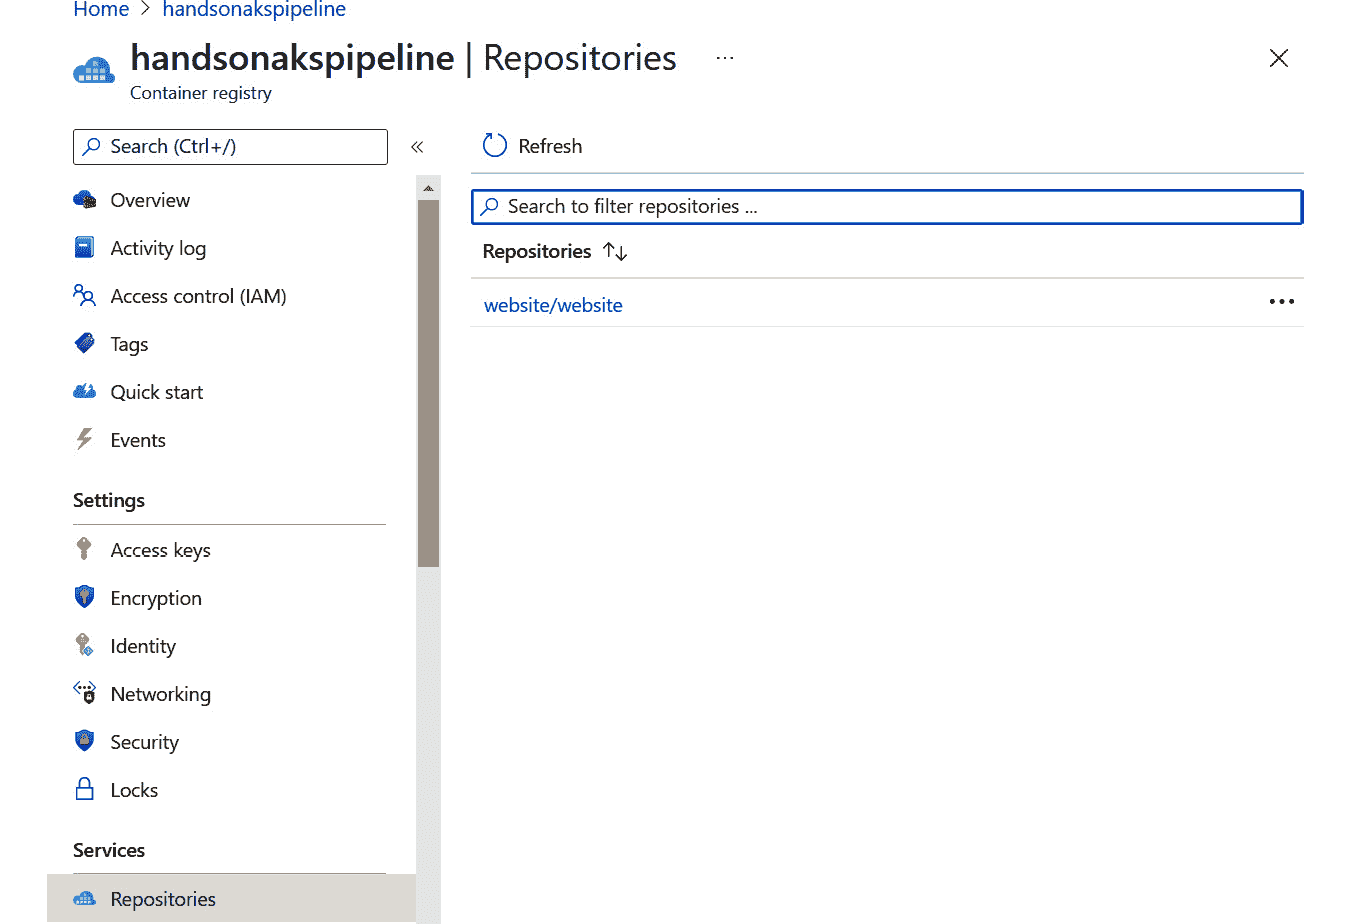 Home > handsonakspipeline
handsonakspipeline | Repositories ...
Container registry
Search (Ctrl+/)
«
Overview
Activity log
Access control (IAM)
Tags
Quick start
Events
Settings
Access keys
Encryption
Identity
Networking
Security
Locks
Services
Repositories
Refresh
Search to filter repositories ...
Repositories ↑↓
website/website ...